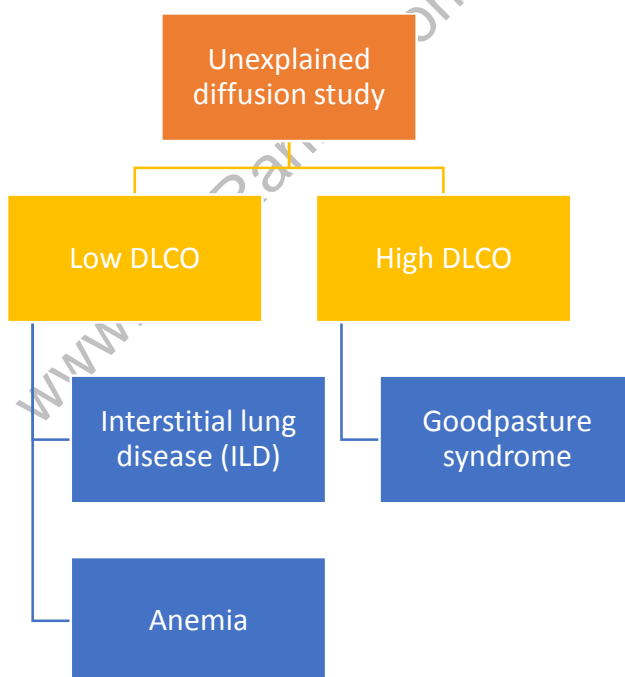 Unexplained
diffusion study
Low DLCO
High DLCO
Interstitial lung
disease (ILD)
Goodpasture
syndrome
Anemia